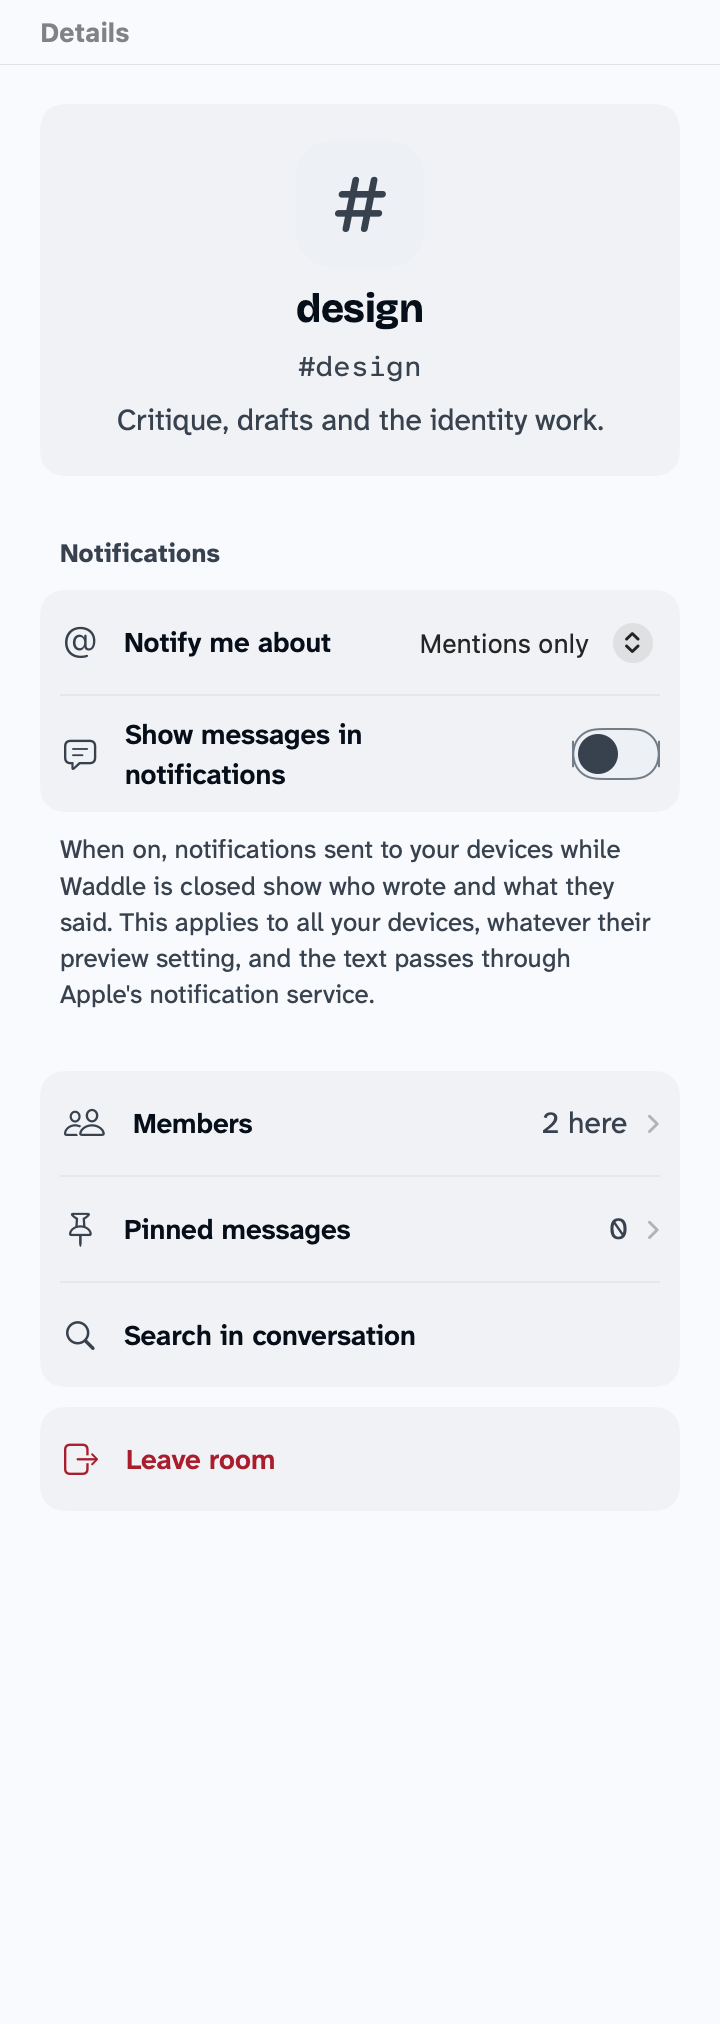 Details
#
design
#design
Critique, drafts and the identity work.
Notifications
@ Notify me about Mentions only
Show messages in
notifications
When on, notifications sent to your devices while
Waddle is closed show who wrote and what they
said. This applies to all your devices, whatever their
preview setting, and the text passes through
Apple's notification service.
Members 2 here
Pinned messages 0
Search in conversation
Leave room